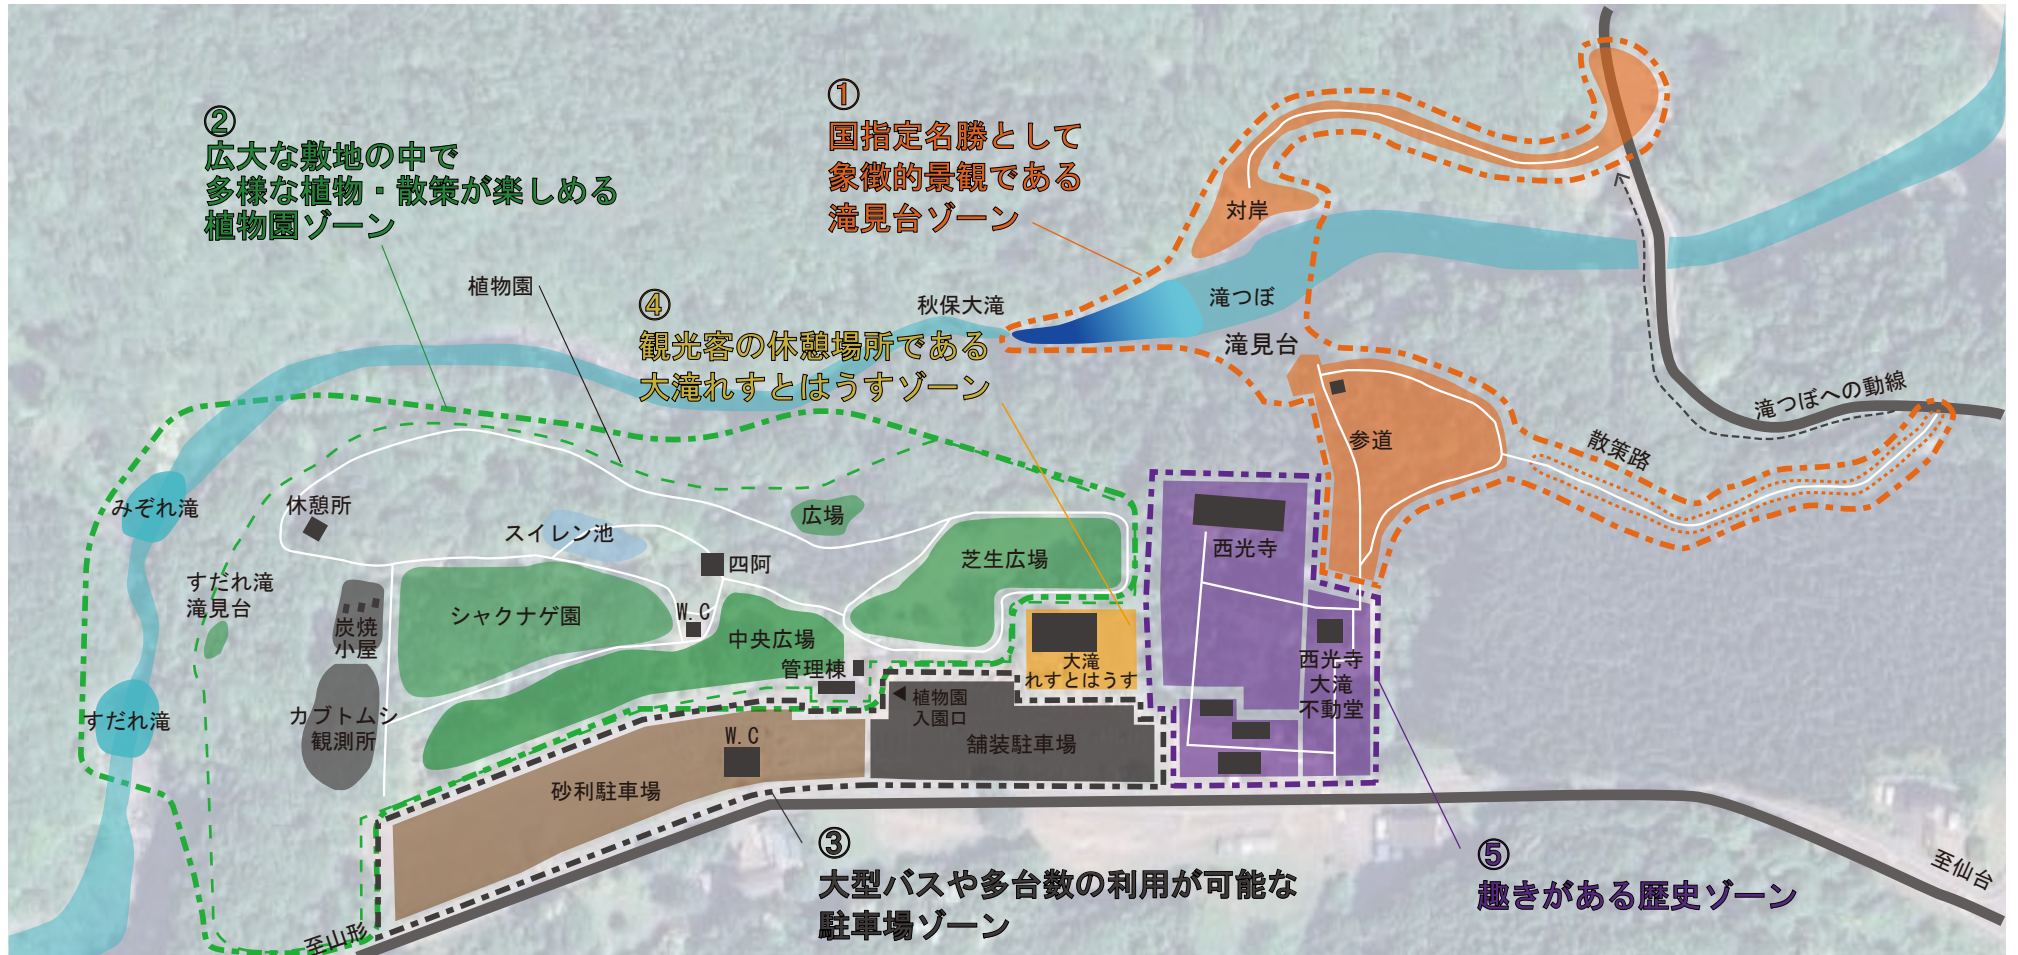 ①
国指定名勝として
象徴的景観である
滝見台ゾーン
②
広大な敷地の中で
多様な植物・散策が楽しめる
植物園ゾーン
植物園
④
観光客の休憩場所である
大滝れすとはうすゾーン
秋保大滝
対岸
滝つぼ
滝見台
参道
滝つぼへの動線
散策路
みぞれ滝
休憩所
スイレン池
広場
四阿
芝生広場
西光寺
すだれ滝
滝見台
炭焼
小屋
シャクナゲ園
W.C
中央広場
管理棟
大滝
れすとはうす
西光寺
大滝
不動堂
すだれ滝
カブトムシ
観測所
植物園
入園口
W.C
舗装駐車場
砂利駐車場
③
大型バスや多台数の利用が可能な
駐車場ゾーン
⑤
趣きがある歴史ゾーン
至仙台
至山形